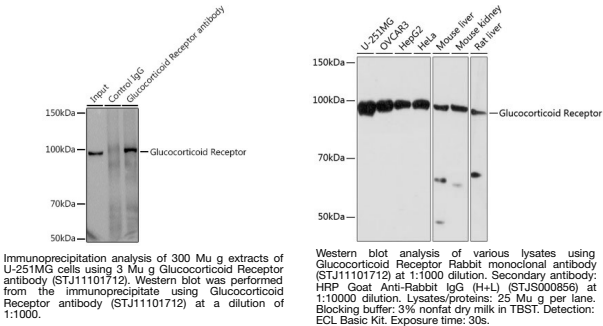 Input
Control IgG
Glucocorticoid Receptor antibody
150kDa
100kDa
Glucocorticoid Receptor
70kDa
50kDa
Immunoprecipitation analysis of 300 Mu g extracts of
U-251MG cells using 3 Mu g Glucocorticoid Receptor
antibody (STJ11101712). Western blot was performed
from the immunoprecipitate using Glucocorticoid
Receptor antibody (STJ11101712) at a dilution of
1:1000.
U-251MG
OVCAR3
HepG2
HeLa
Mouse liver
Mouse kidney
Rat liver
150kDa
100kDa
Glucocorticoid Receptor
70kDa
50kDa
Western blot analysis of various lysates using
Glucocorticoid Receptor Rabbit monoclonal antibody
(STJ11101712) at 1:1000 dilution. Secondary antibody:
HRP Goat Anti-Rabbit IgG (H+L) (STJS000856) at
1:10000 dilution. Lysates/proteins: 25 Mu g per lane.
Blocking buffer: 3% nonfat dry milk in TBST. Detection:
ECL Basic Kit. Exposure time: 30s.